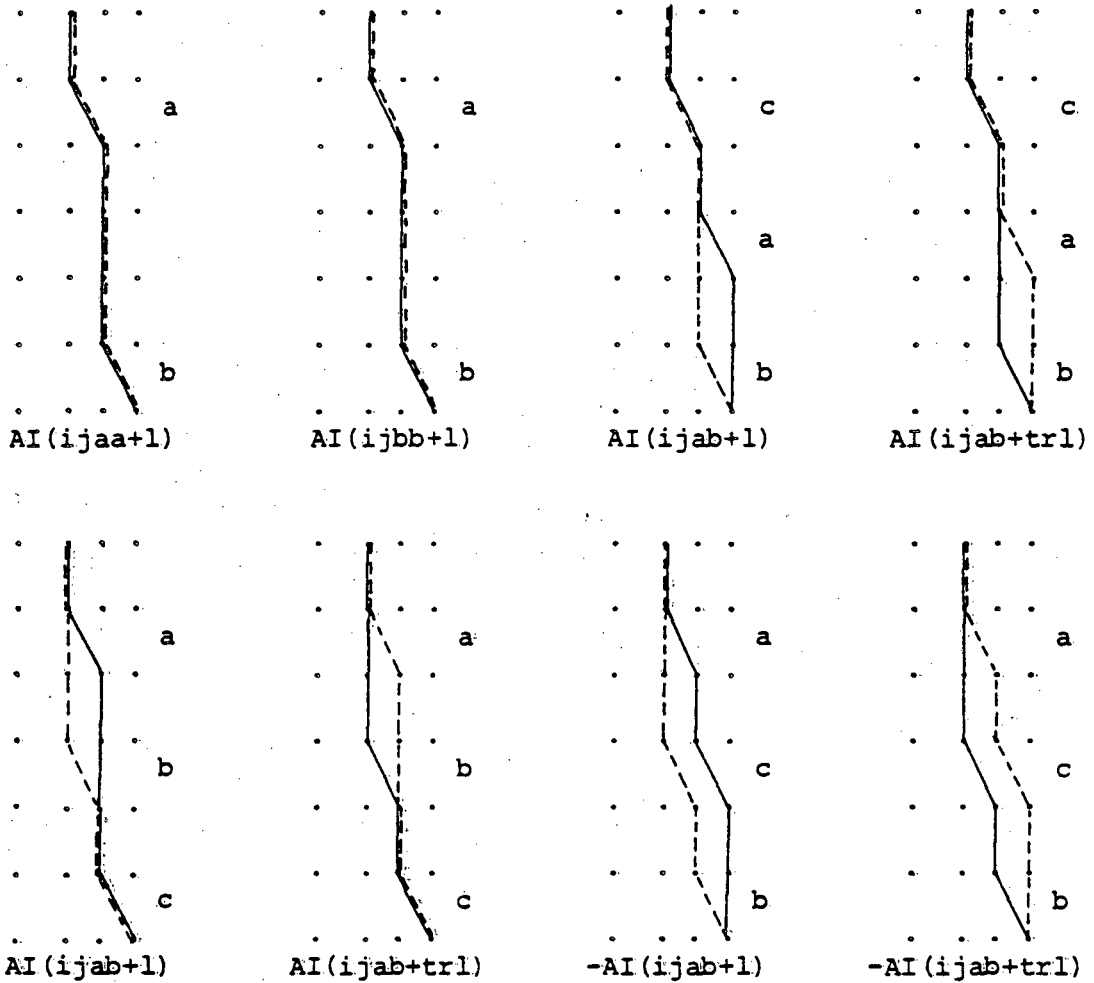 a a c c
a a
b b b b
AI(ijaa+1) AI(ijbb+1) AI(ijab+1) AI(ijab+tr1)
a a a a
b b c c
c c b b
AI(ijab+1) AI(ijab+tr1) -AI(ijab+1) -AI(ijab+tr1)